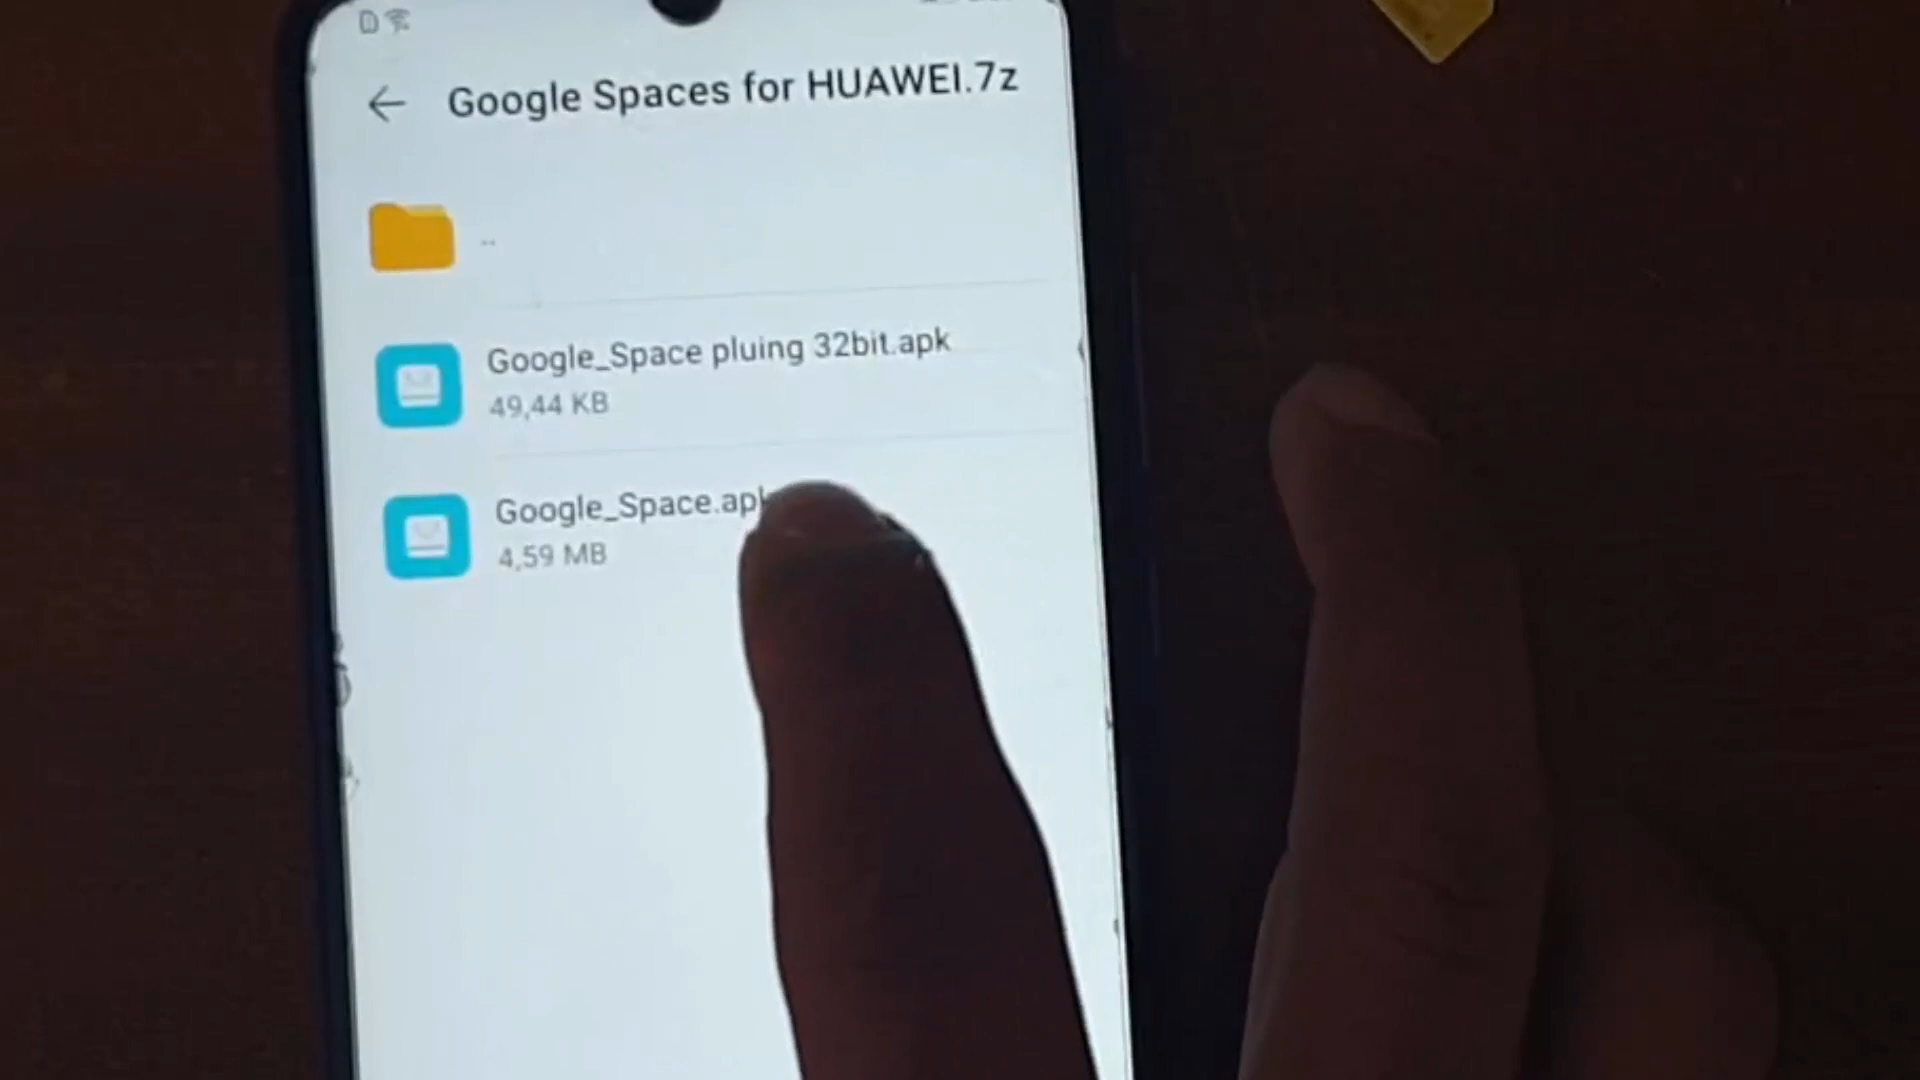 Google Spaces for HUAWEI.7z
..
Google_Space pluing 32bit.apk
49,44 KB
Google_Space.apk
4,59 MB